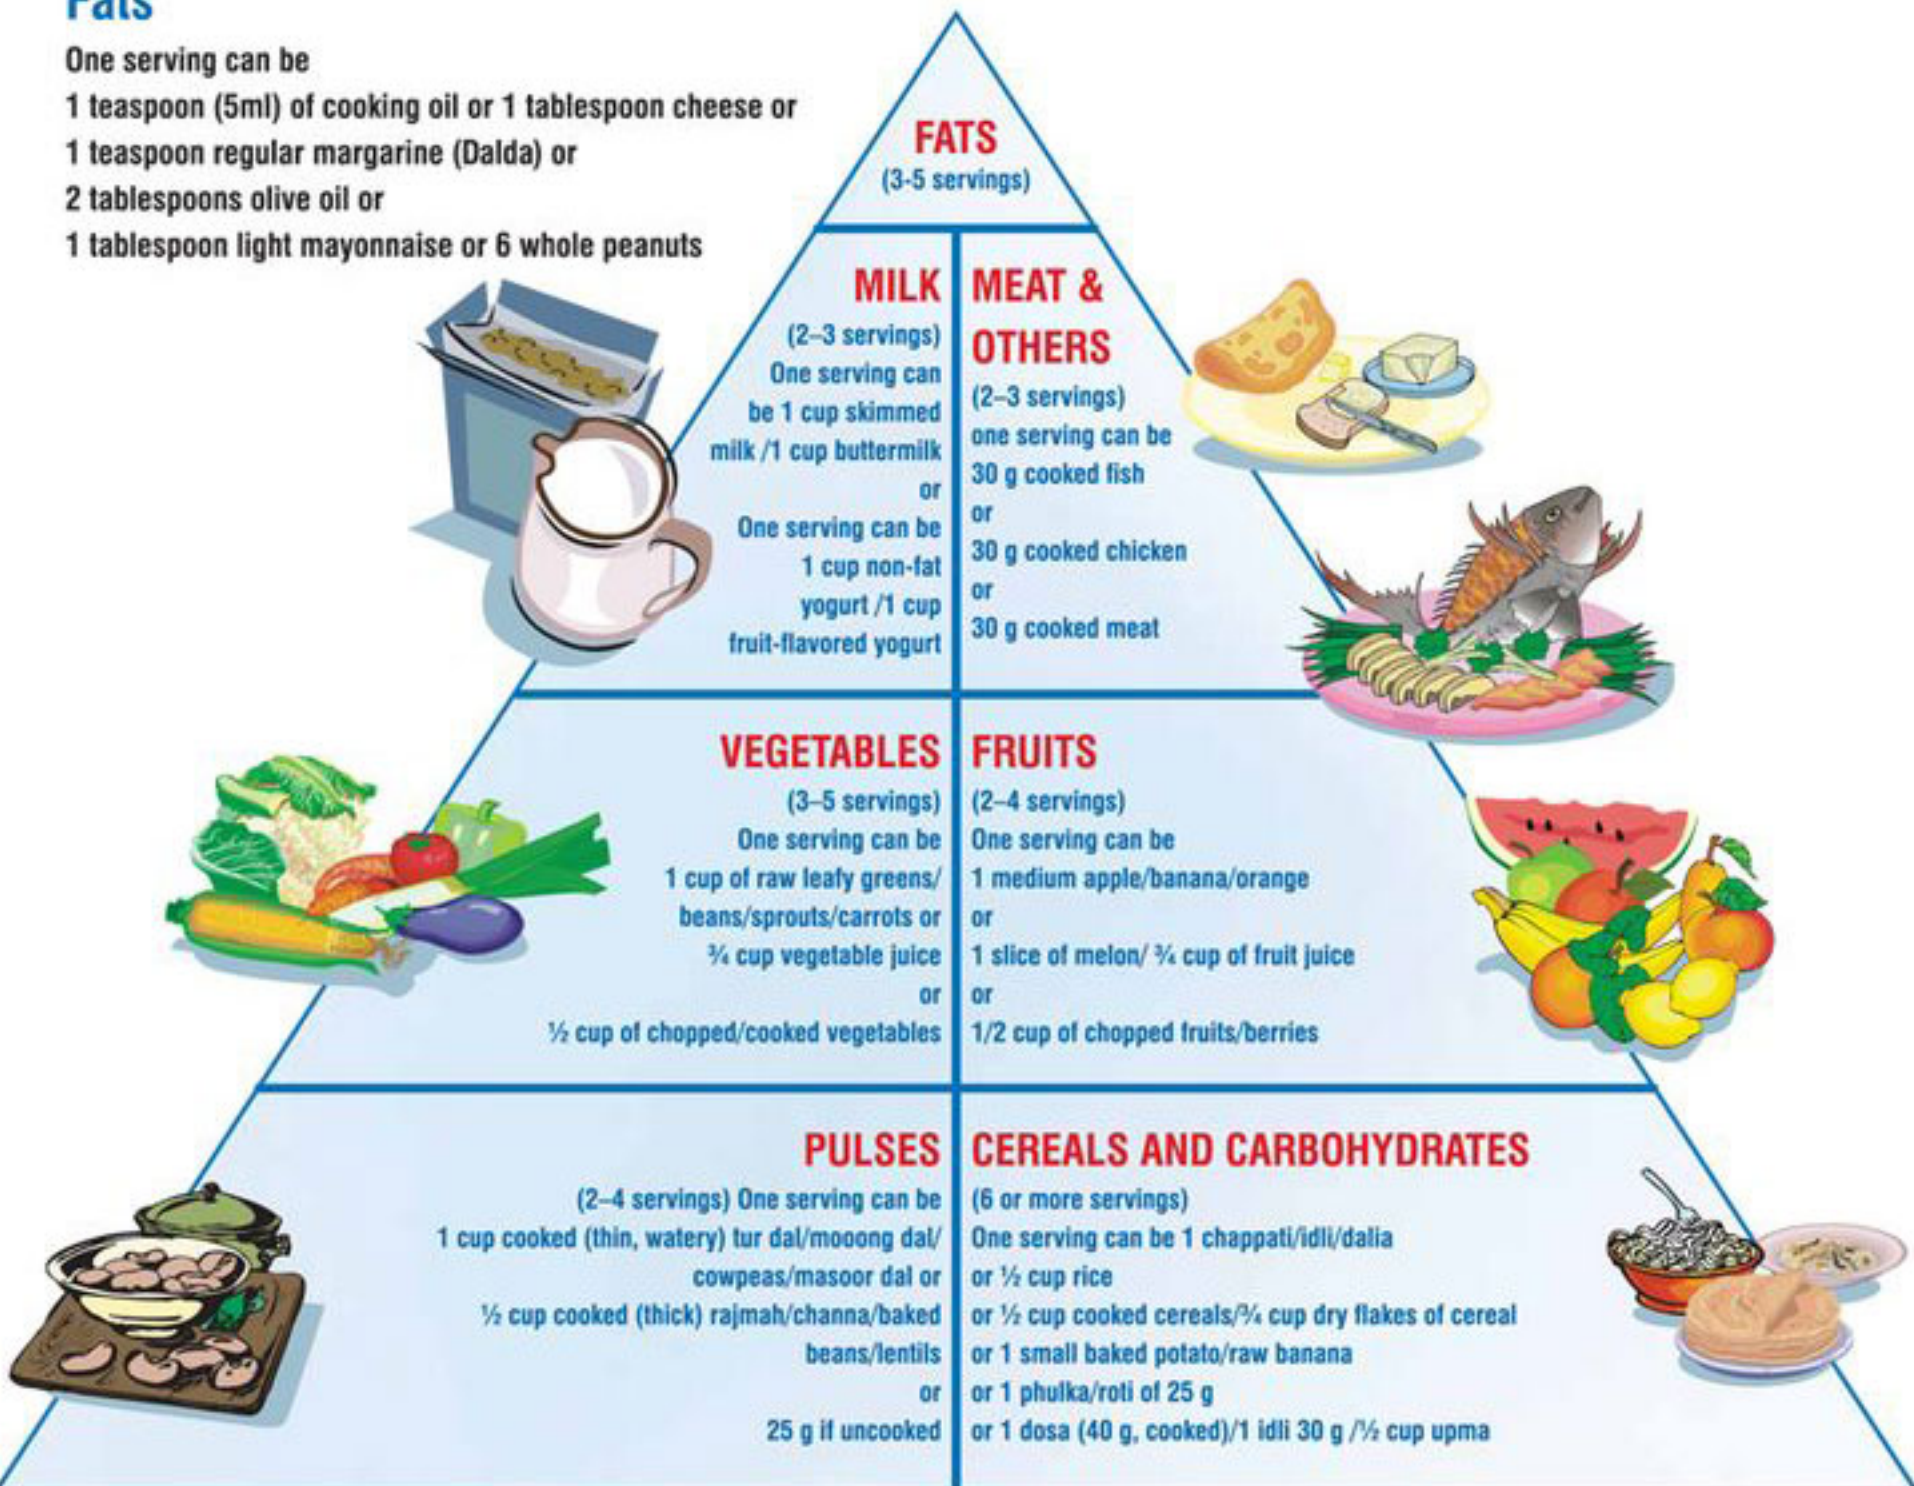 Fats
One serving can be
1 teaspoon (5ml) of cooking oil or 1 tablespoon cheese or
1 teaspoon regular margarine (Dalda) or
2 tablespoons olive oil or
1 tablespoon light mayonnaise or 6 whole peanuts
FATS
(3-5 servings)
MILK
(2–3 servings)
One serving can
be 1 cup skimmed
milk /1 cup buttermilk
or
One serving can be
1 cup non-fat
yogurt /1 cup
fruit-flavored yogurt
MEAT &
OTHERS
(2–3 servings)
one serving can be
30 g cooked fish
or
30 g cooked chicken
or
30 g cooked meat
VEGETABLES
(3–5 servings)
One serving can be
1 cup of raw leafy greens/
beans/sprouts/carrots or
¾ cup vegetable juice
or
½ cup of chopped/cooked vegetables
FRUITS
(2–4 servings)
One serving can be
1 medium apple/banana/orange
or
1 slice of melon/ ¾ cup of fruit juice
or
1/2 cup of chopped fruits/berries
PULSES
(2–4 servings) One serving can be
1 cup cooked (thin, watery) tur dal/mooong dal/
cowpeas/masoor dal or
½ cup cooked (thick) rajmah/channa/baked
beans/lentils
or
25 g if uncooked
CEREALS AND CARBOHYDRATES
(6 or more servings)
One serving can be 1 chappati/idli/dalia
or ½ cup rice
or ½ cup cooked cereals/¾ cup dry flakes of cereal
or 1 small baked potato/raw banana
or 1 phulka/roti of 25 g
or 1 dosa (40 g, cooked)/1 idli 30 g /½ cup upma